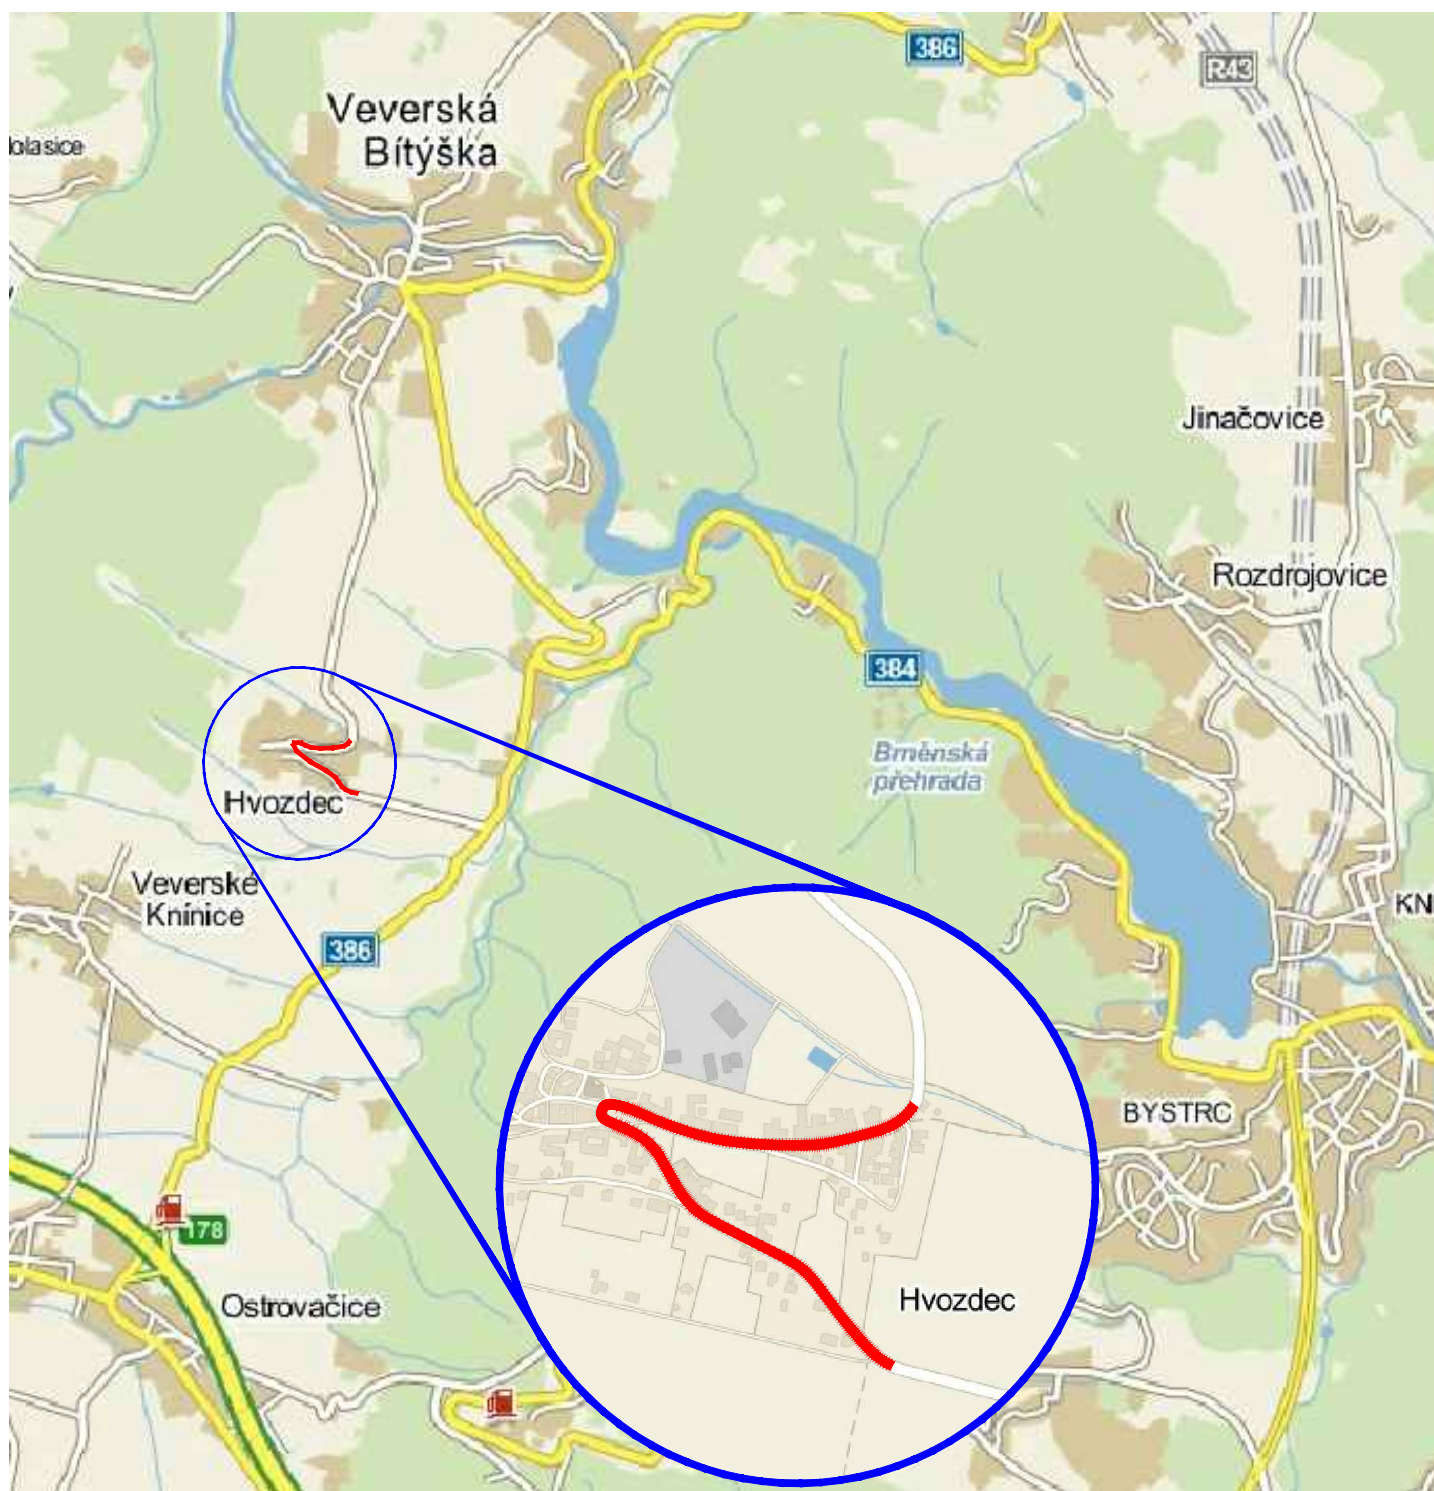 386
R43
Veverská
Bítýška
Jinačovice
Rozdrojovice
384
Brněnská
přehrada
Hvozdec
Veverské
Knínice
KN
386
BYSTRC
178
Ostrovačice
Hvozdec